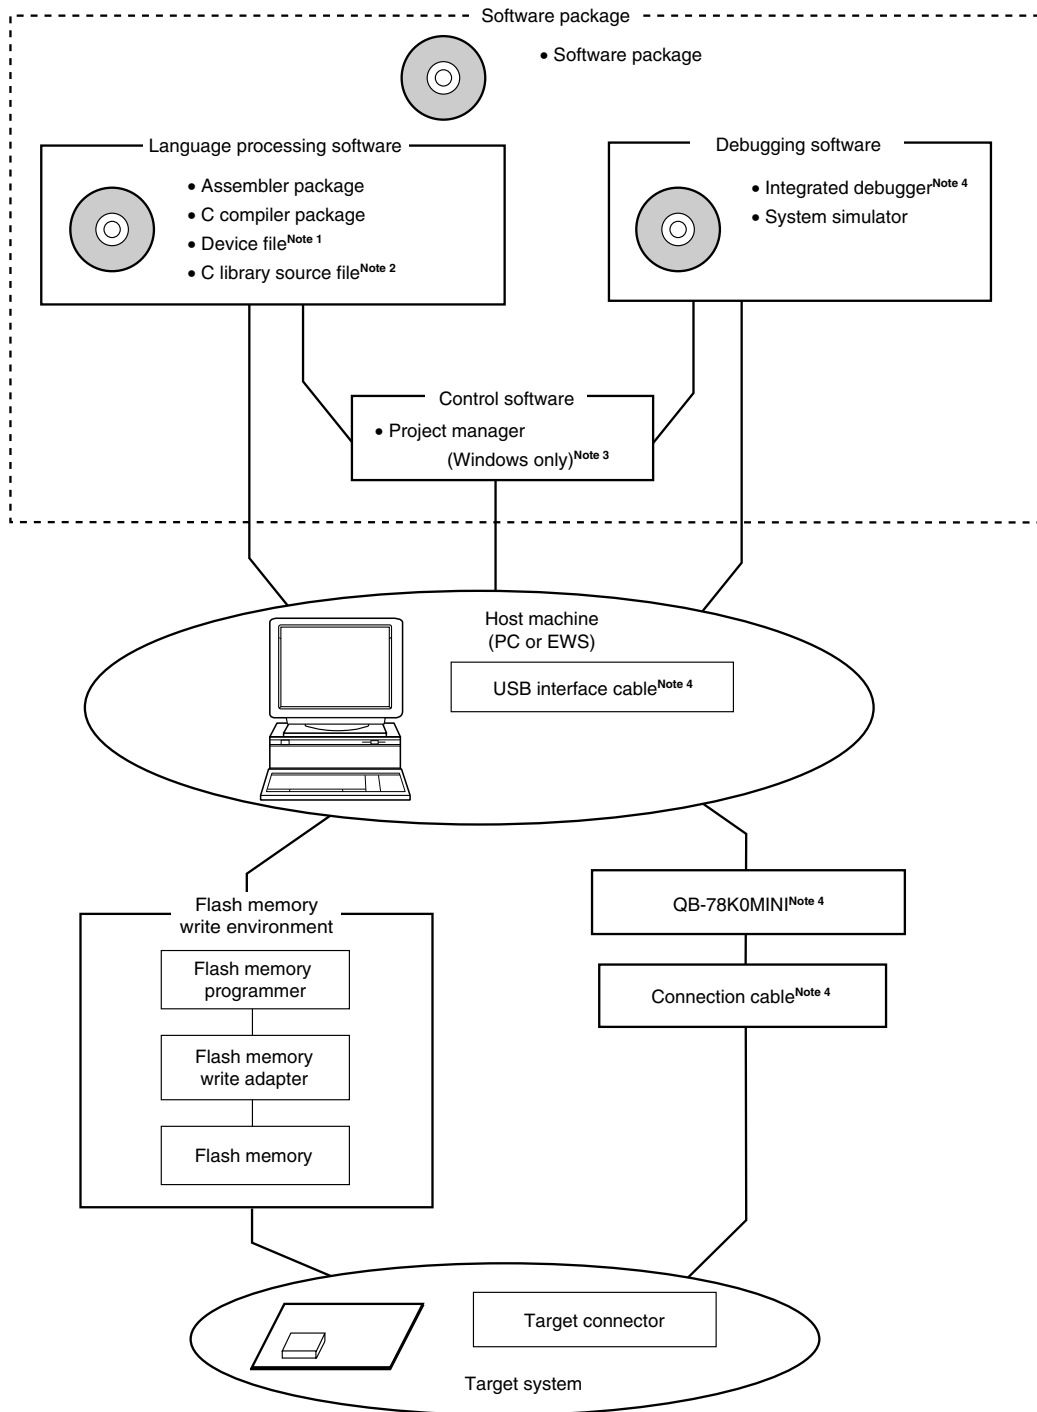 Software package
• Software package
Language processing software
• Assembler package
• C compiler package
• Device fileNote 1
• C library source fileNote 2
Debugging software
• Integrated debuggerNote 4
• System simulator
Control software
• Project manager
(Windows only)Note 3
Host machine
(PC or EWS)
USB interface cableNote 4
Flash memory
write environment
Flash memory
programmer
Flash memory
write adapter
Flash memory
QB-78K0MININote 4
Connection cableNote 4
Target connector
Target system